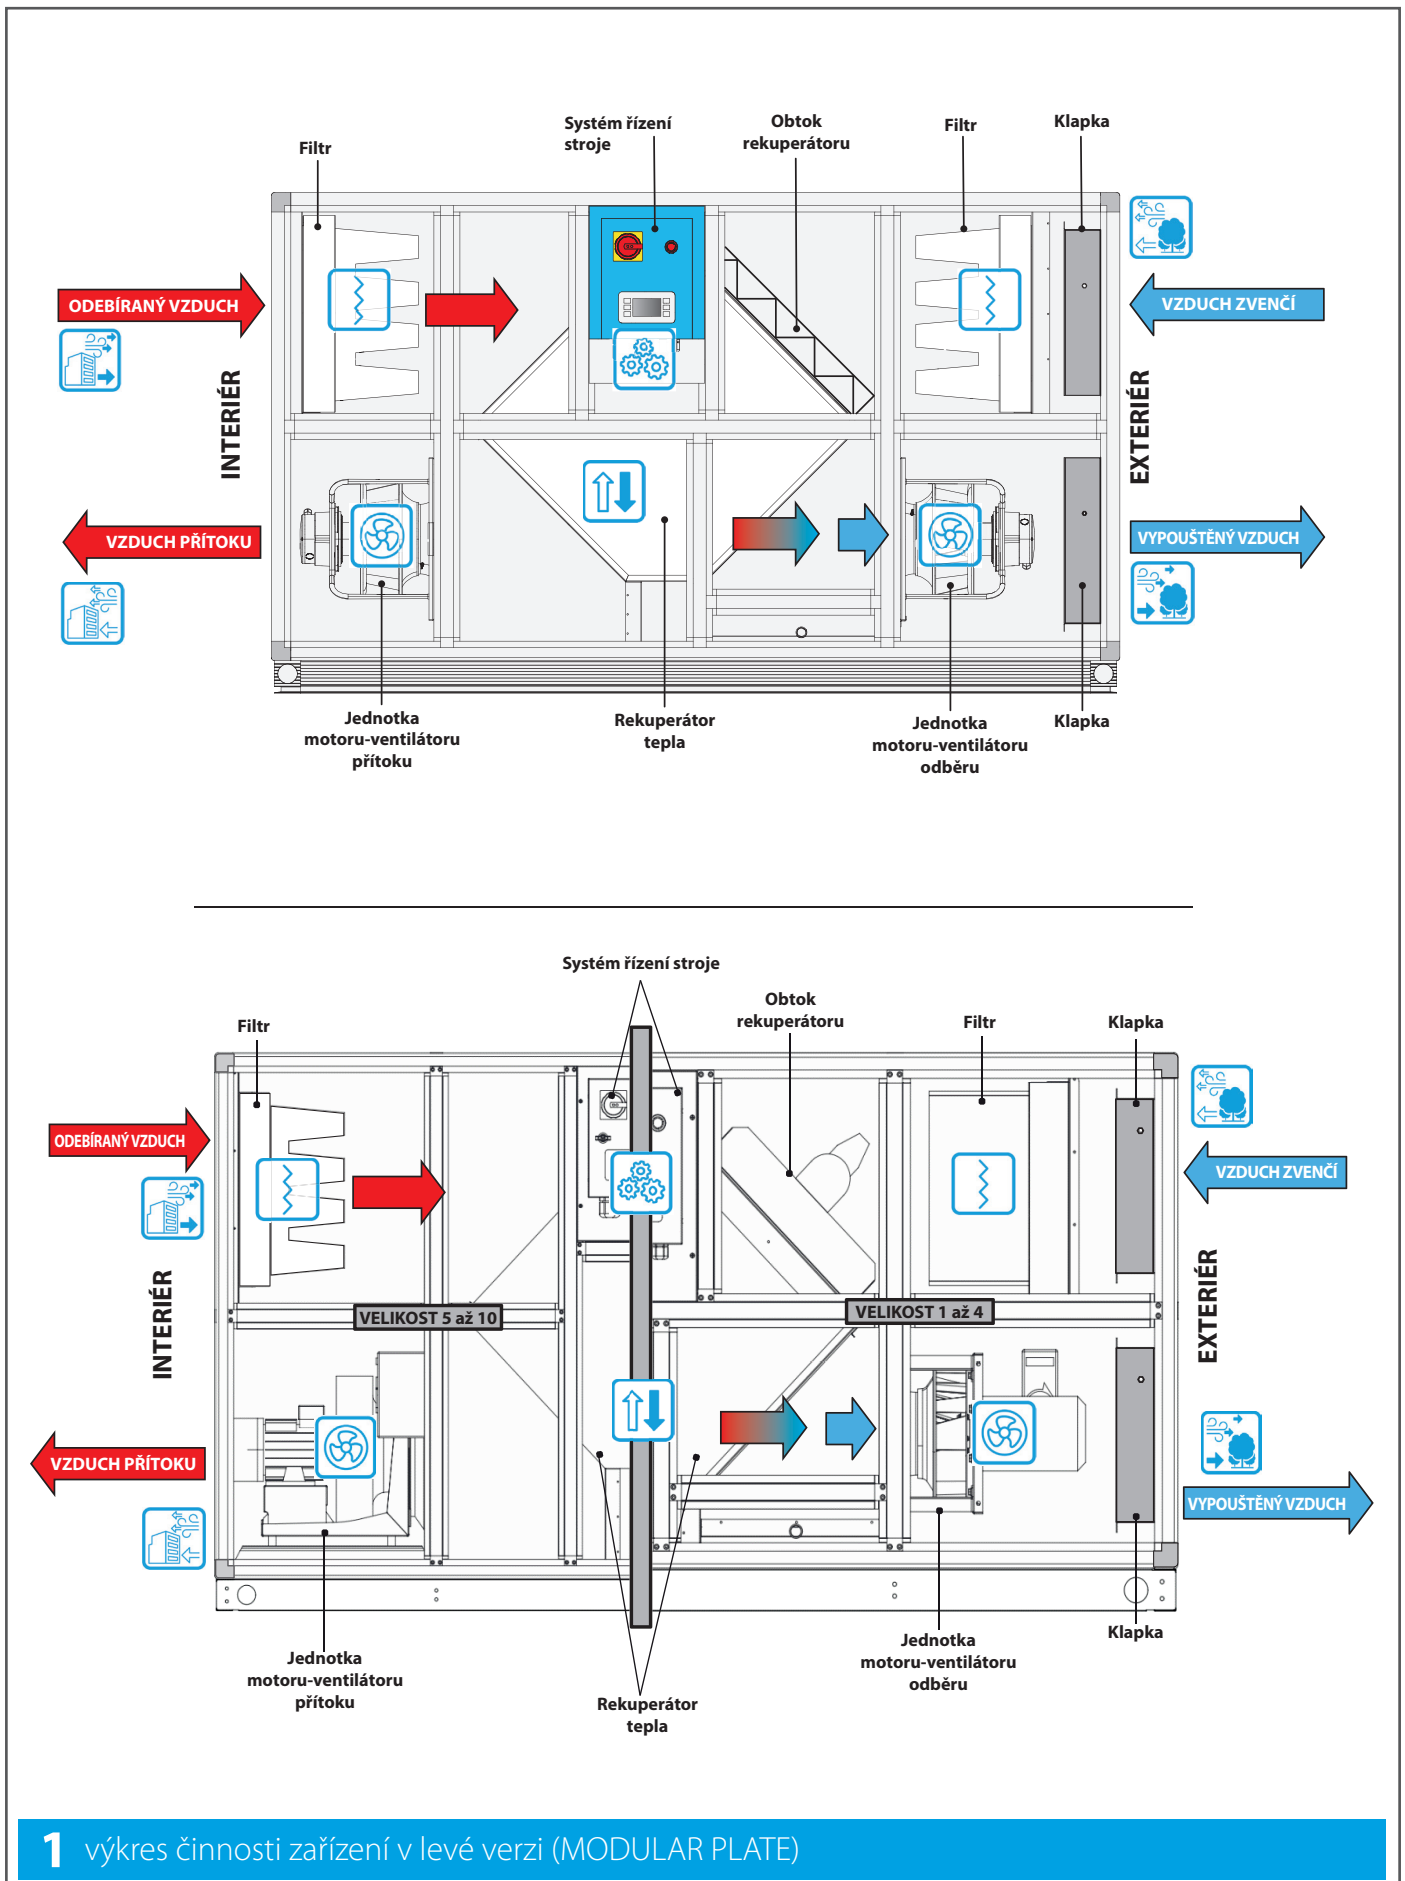 Systém řízení
stroje
Obtok
rekuperátoru
Filtr
Klapka
Filtr
ODEBÍRANÝ VZDUCH
VZDUCH ZVENČÍ
INTERIÉR
EXTERIÉR
VZDUCH PŘÍTOKU
VYPOUŠTĚNÝ VZDUCH
Jednotka
motoru-ventilátoru
přítoku
Rekuperátor
tepla
Jednotka
motoru-ventilátoru
odběru
Klapka
Systém řízení stroje
Obtok
rekuperátoru
Filtr
Filtr
Klapka
ODEBÍRANÝ VZDUCH
VZDUCH ZVENČÍ
INTERIÉR
EXTERIÉR
VELIKOST 5 až 10
VELIKOST 1 až 4
VZDUCH PŘÍTOKU
VYPOUŠTĚNÝ VZDUCH
Jednotka
motoru-ventilátoru
přítoku
Rekuperátor
tepla
Jednotka
motoru-ventilátoru
odběru
Klapka
1 výkres činnosti zařízení v levé verzi (MODULAR PLATE)